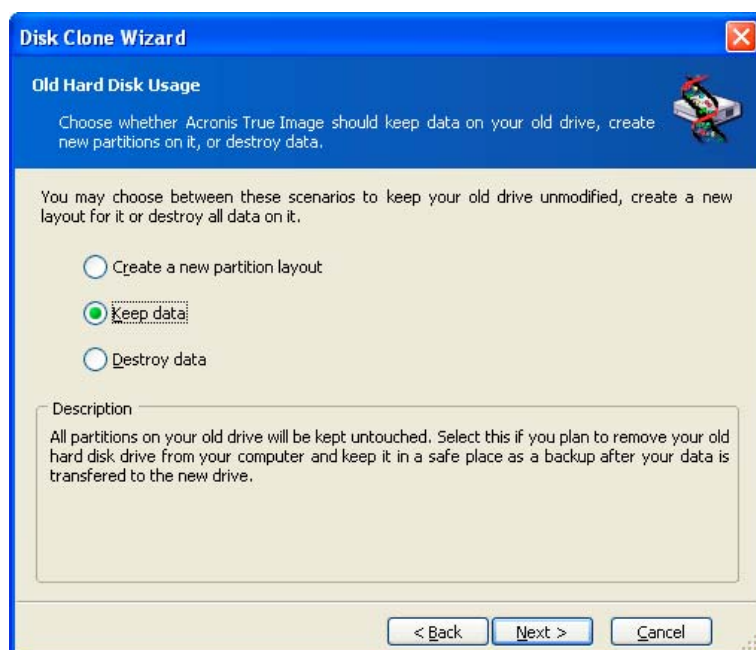 Disk Clone Wizard
Old Hard Disk Usage
Choose whether Acronis True Image should keep data on your old drive, create
new partitions on it, or destroy data.
You may choose between these scenarios to keep your old drive unmodified, create a new
layout for it or destroy all data on it.
Create a new partition layout
Keep data
Destroy data
Description
All partitions on your old drive will be kept untouched. Select this if you plan to remove your old
hard disk drive from your computer and keep it in a safe place as a backup after your data is
transfered to the new drive.
< Back
Next >
Cancel